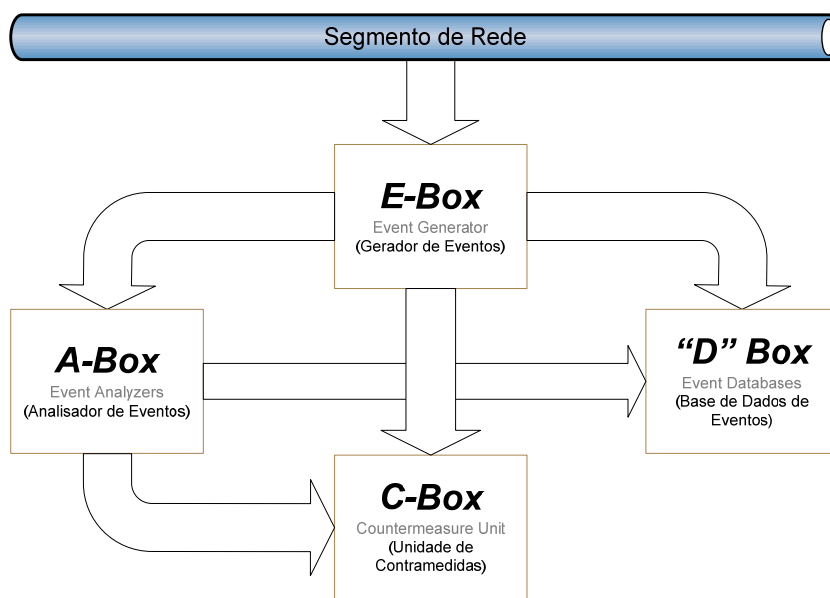 Segmento de Rede
E-Box
Event Generator
(Gerador de Eventos)
A-Box
Event Analyzers
(Analisador de Eventos)
“D” Box
Event Databases
(Base de Dados de
Eventos)
C-Box
Countermeasure Unit
(Unidade de
Contramedidas)